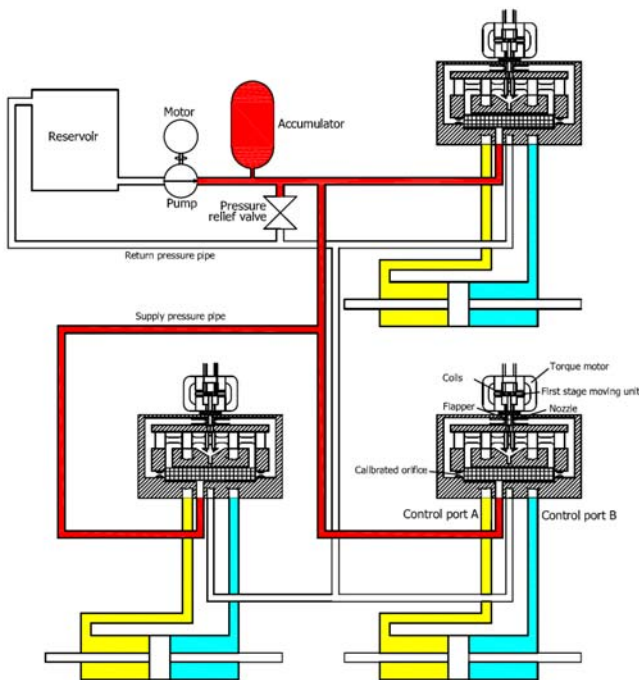 Motor
Reservoir
Accumulator
Pump
Pressure
relief valve
Return pressure pipe
Supply pressure pipe
Torque motor
Coils
First stage moving unit
Flapper
Nozzle
Calibrated orifice
Control port A
Control port B